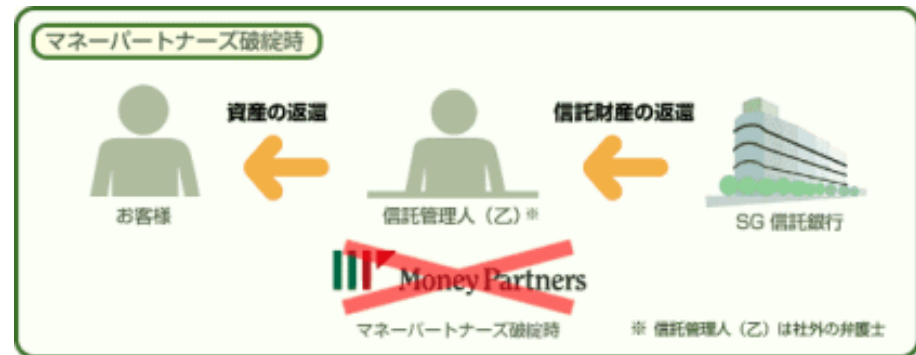 マネーパートナーズ破綻時
資産の返還
信託財産の返還
お客様
信託管理人（乙）※
SG 信託銀行
Money Partners
マネーパートナーズ破綻時
※ 信託管理人（乙）は社外の弁護士